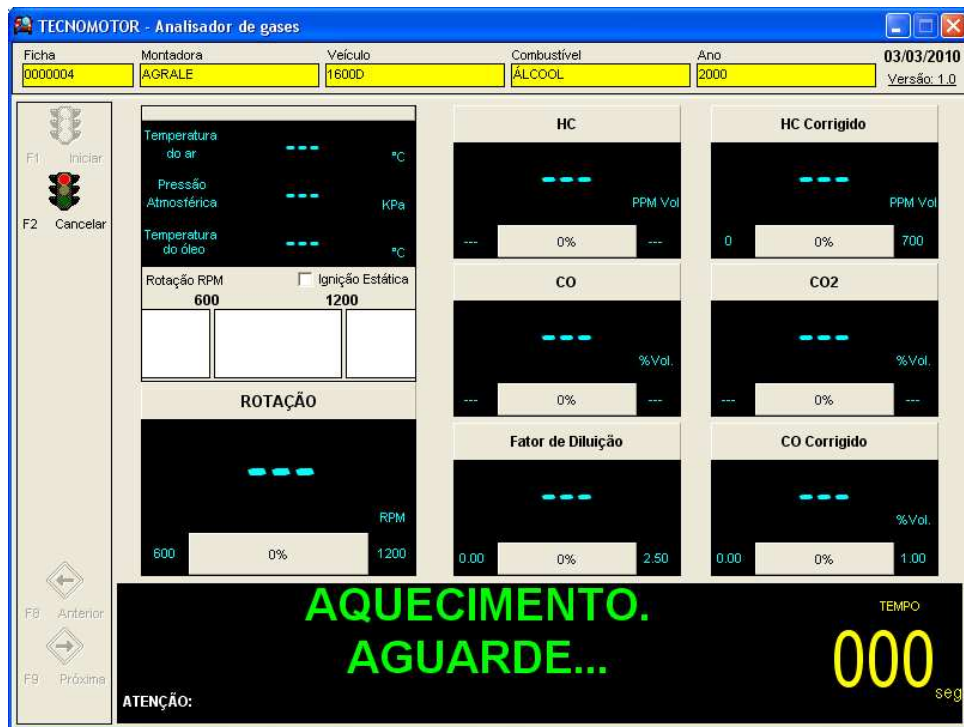 TECNOMOTOR - Analisador de gases
Ficha Montadora Veículo Combustível Ano 03/03/2010
0000004 AGRALE 1600D ÁLCOOL 2000 Versão: 1.0
F1 Iniciar
F2 Cancelar
Temperatura
do ar --- °C
Pressão
Atmosférica --- KPa
Temperatura
do óleo --- °C
Rotação RPM Ignição Estática
600 1200
ROTAÇÃO
---
RPM
600 0% 1200
HC
---
PPM Vol
--- 0% ---
HC Corrigido
---
PPM Vol
0 0% 700
CO
---
%Vol.
--- 0% ---
CO2
---
%Vol.
--- 0% ---
Fator de Diluição
---
0.00 0% 2.50
CO Corrigido
---
%Vol.
0.00 0% 1.00
F8 Anterior
F9 Próxima
AQUECIMENTO.
AGUARDE...
ATENÇÃO:
TEMPO
000
seg